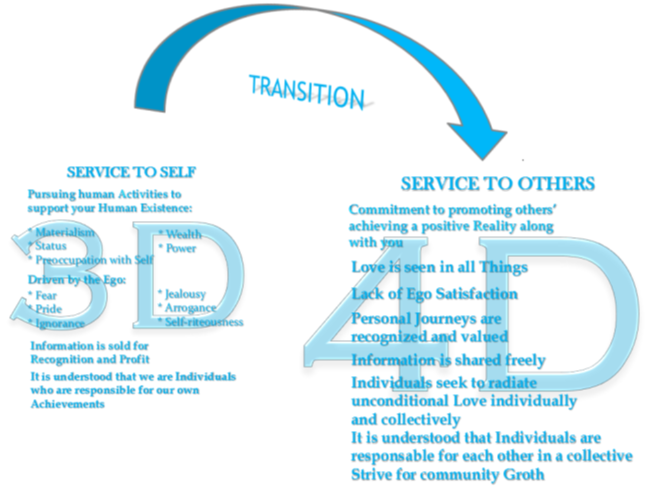 TRANSITION
SERVICE TO SELF
Pursuing human Activities to
support your Human Existence:
* Materialism * Wealth
* Status * Power
* Preoccupation with Self
Driven by the Ego:
* Fear * Jealousy
* Pride * Arrogance
* Ignorance * Self-riteousness
Information is sold for
Recognition and Profit
It is understood that we are Individuals
who are responsible for our own
Achievements
3D
SERVICE TO OTHERS
Commitment to promoting others'
achieving a positive Reality along
with you
Love is seen in all Things
Lack of Ego Satisfaction
Personal Journeys are
recognized and valued
Information is shared freely
Individuals seek to radiate
unconditional Love individually
and collectively
It is understood that Individuals are
responsible for each other in a collective
Strive for community Groth
4D